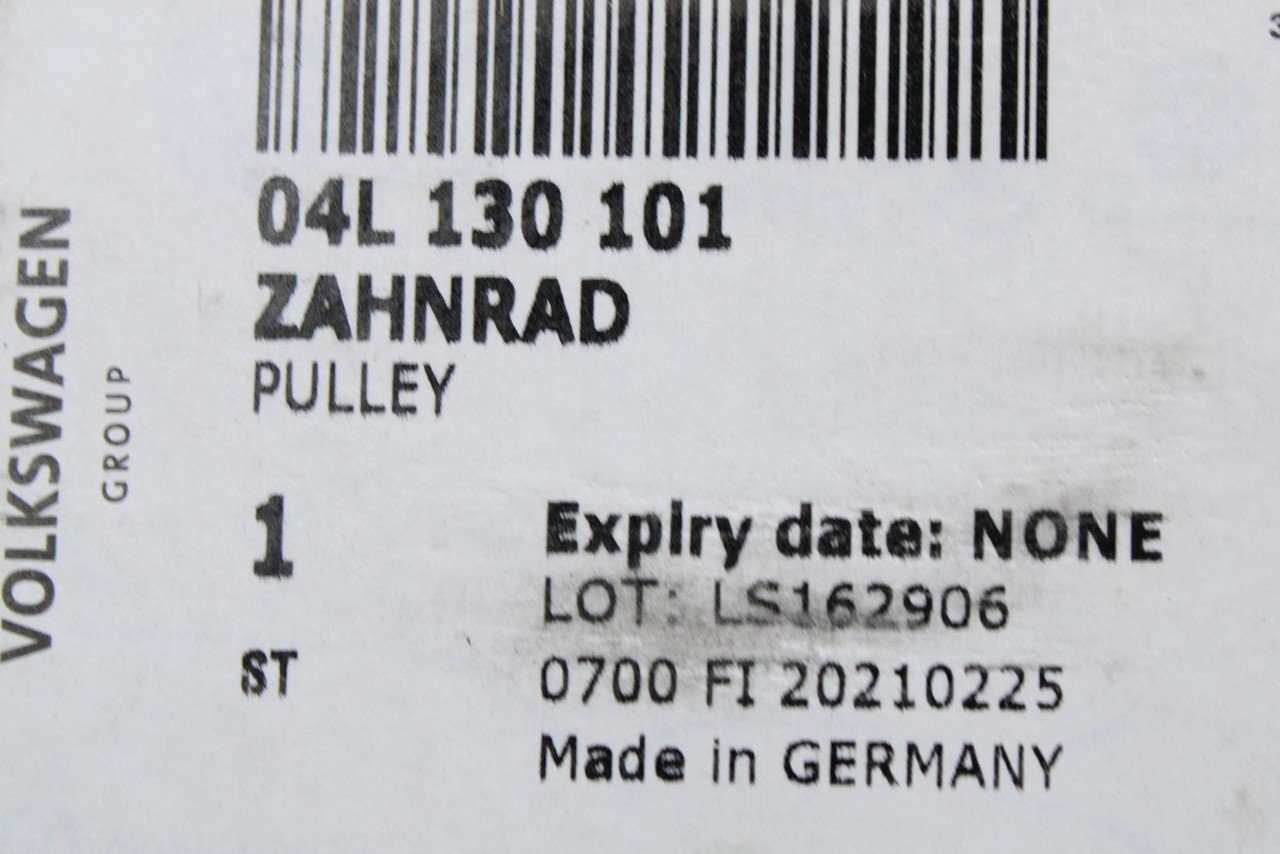 04L 130 101
ZAHNRAD
PULLEY
1
ST
Expiry date: NONE
LOT: LS162906
0700 FI 20210225
Made in GERMANY
VOLKSWAGEN
GROUP